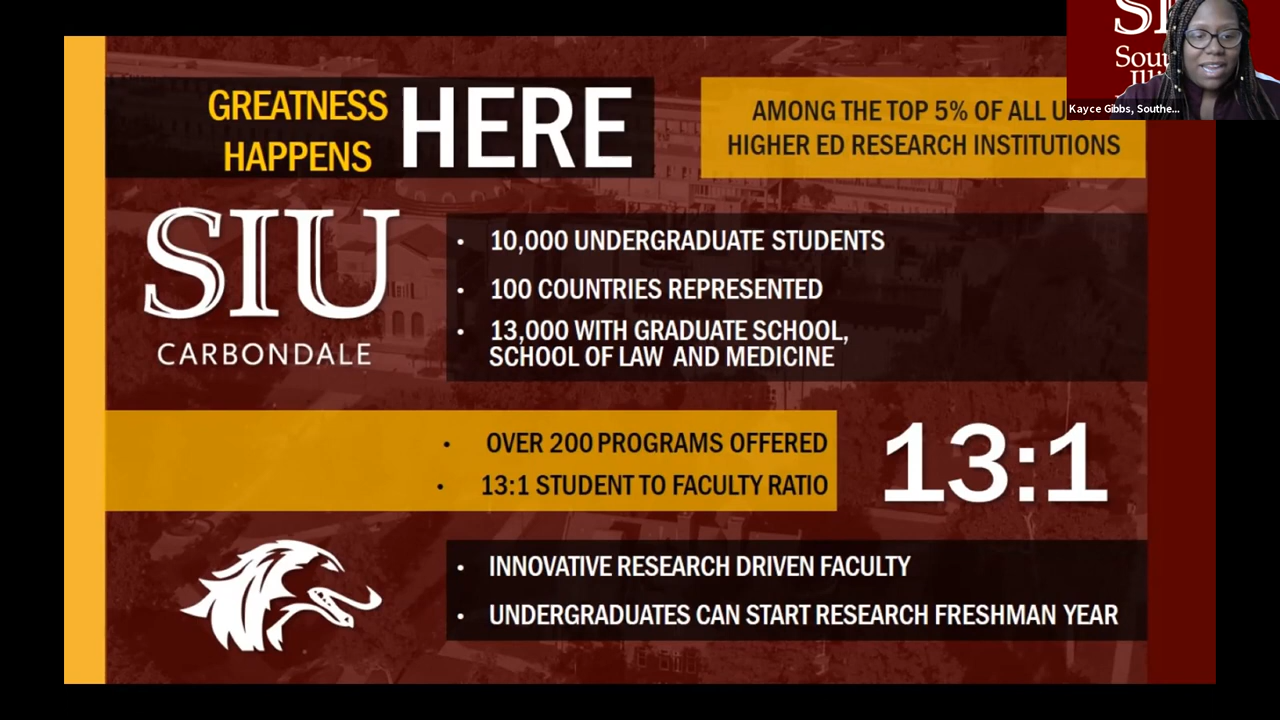 GREATNESS
HAPPENS
HERE
AMONG THE TOP 5% OF ALL
HIGHER ED RESEARCH INSTITUTIONS
Kayce Gibbs, Southe...
SIU
CARBONDALE
• 10,000 UNDERGRADUATE STUDENTS
• 100 COUNTRIES REPRESENTED
• 13,000 WITH GRADUATE SCHOOL,
SCHOOL OF LAW AND MEDICINE
• OVER 200 PROGRAMS OFFERED
• 13:1 STUDENT TO FACULTY RATIO
13:1
• INNOVATIVE RESEARCH DRIVEN FACULTY
• UNDERGRADUATES CAN START RESEARCH FRESHMAN YEAR